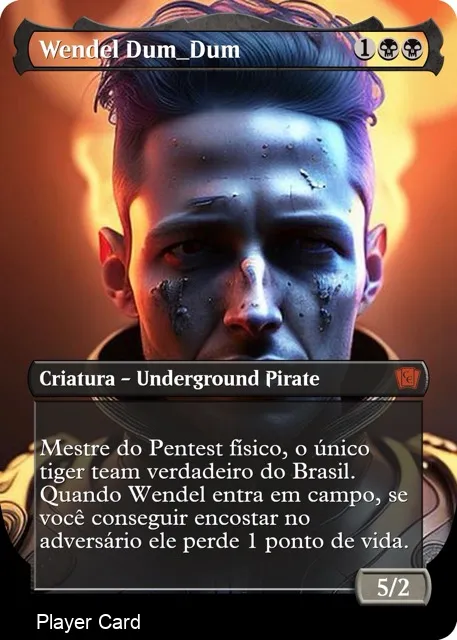 Wendel Dum_Dum
1
Criatura – Underground Pirate
Mestre do Pentest físico, o único
tiger team verdadeiro do Brasil.
Quando Wendel entra em campo, se
você conseguir encostar no
adversário ele perde 1 ponto de vida.
5/2
Player Card